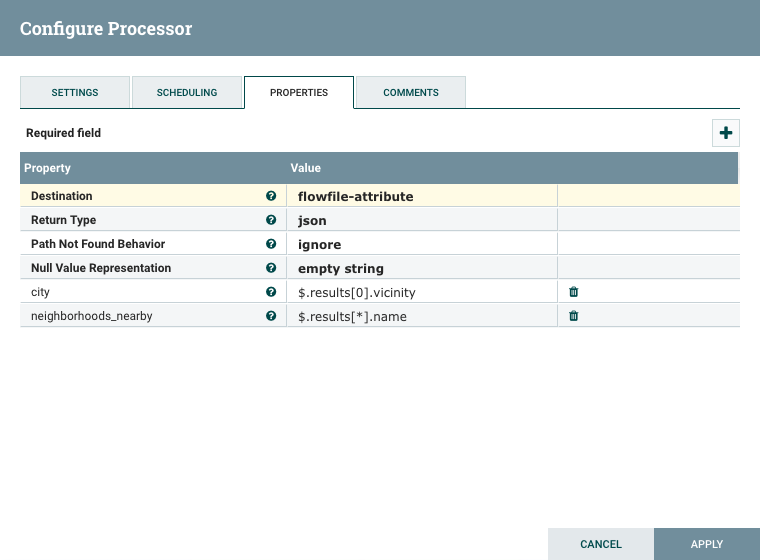 Configure Processor
SETTINGS SCHEDULING PROPERTIES COMMENTS
Required field
Property Value
Destination flowfile-attribute
Return Type json
Path Not Found Behavior ignore
Null Value Representation empty string
city $.results[0].vicinity
neighborhoods_nearby $.results[*].name
CANCEL APPLY